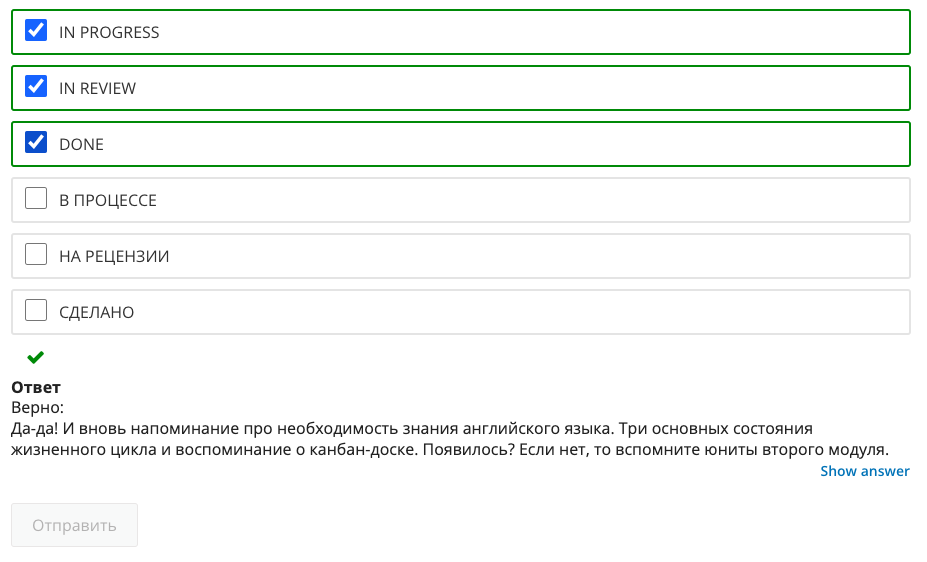 IN PROGRESS
IN REVIEW
DONE
В ПРОЦЕССЕ
НА РЕЦЕНЗИИ
СДЕЛАНО
Ответ
Верно:
Да-да! И вновь напоминание про необходимость знания английского языка. Три основных состояния
жизненного цикла и воспоминание о канбан-доске. Появилось? Если нет, то вспомните юниты второго модуля.
Show answer
Отправить